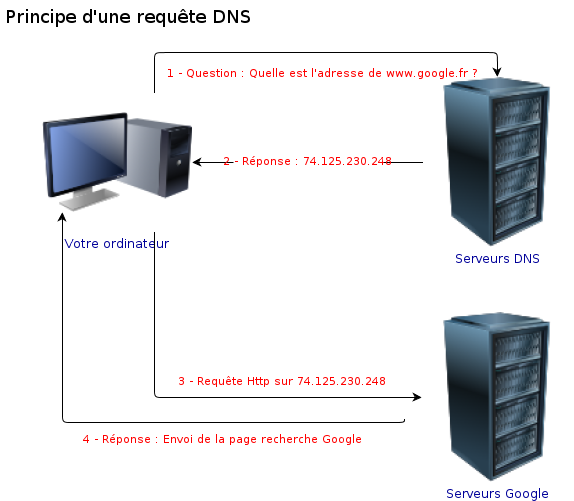 Principe d'une requête DNS
1 - Question : Quelle est l'adresse de www.google.fr ?
2 - Réponse : 74.125.230.248
Votre ordinateur
Serveurs DNS
3 - Requête Http sur 74.125.230.248
4 - Réponse : Envoi de la page recherche Google
Serveurs Google